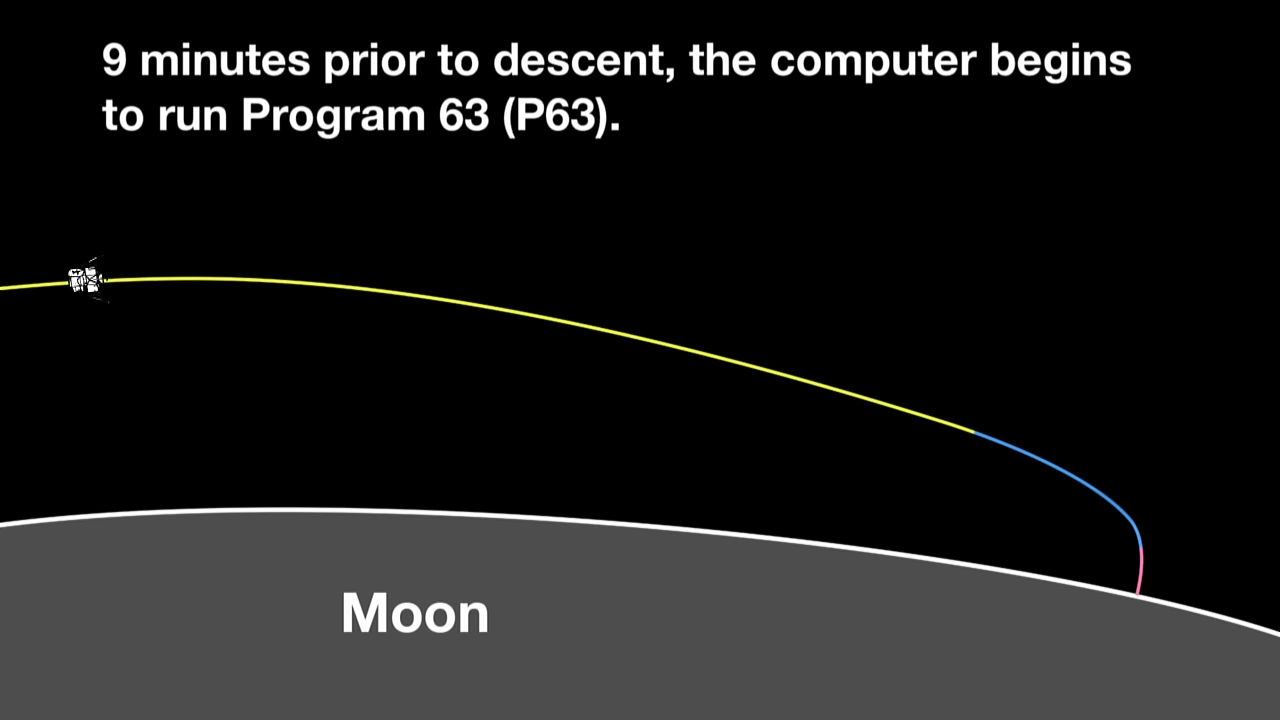 9 minutes prior to descent, the computer begins
to run Program 63 (P63).
Moon